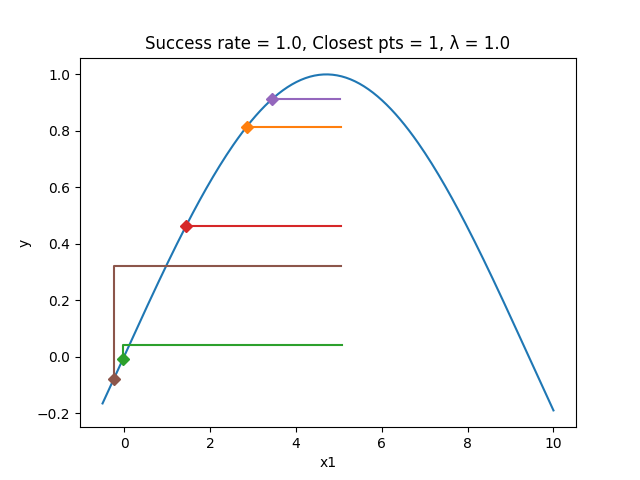 Success rate = 1.0, Closest pts = 1, λ = 1.0
1.0
0.8
0.6
0.4
0.2
0.0
−0.2
y
0 2 4 6 8 10
x1